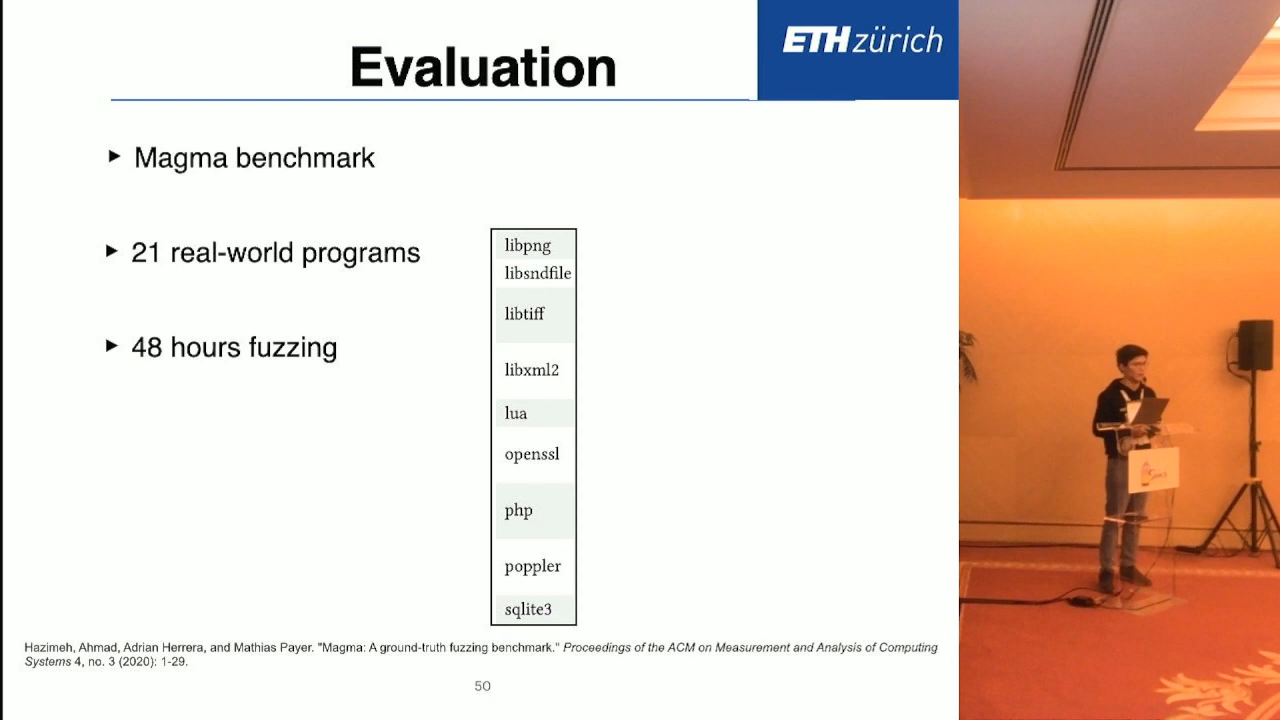 Evaluation
ETH zürich
Magma benchmark
21 real-world programs
48 hours fuzzing
libpng
libsndfile
libtiff
libxml2
lua
openssl
php
poppler
sqlite3
Hazimeh, Ahmad, Adrian Herrera, and Mathias Payer. "Magma: A ground-truth fuzzing benchmark." Proceedings of the ACM on Measurement and Analysis of Computing
Systems 4, no. 3 (2020): 1-29.
50